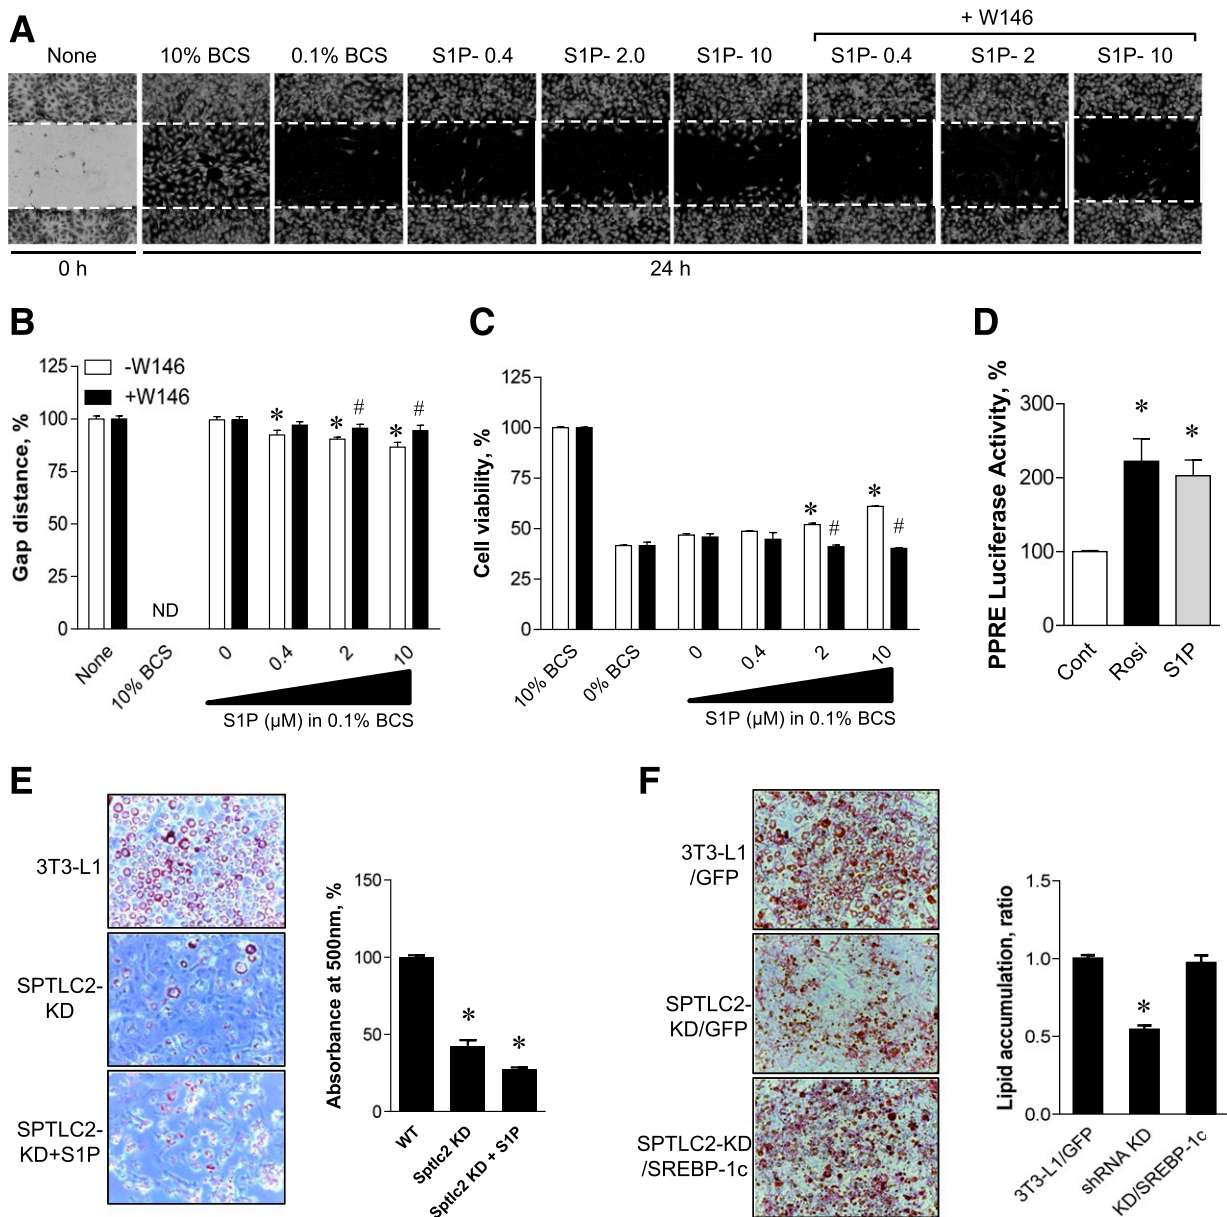 A
+ W146
None 10% BCS 0.1% BCS S1P- 0.4 S1P- 2.0 S1P- 10 S1P- 0.4 S1P- 2 S1P- 10
0 h 24 h
B
Gap distance, %
125
100
75
50
25
0
-W146
+W146
* * # * #
ND
None 10% BCS 0 0.4 2 10
S1P (µM) in 0.1% BCS
C
Cell viability, %
125
100
75
50
25
0
* # * #
10% BCS 0% BCS 0 0.4 2 10
S1P (µM) in 0.1% BCS
D
PPRE Luciferase Activity, %
300
200
100
0
* *
Cont Rosi S1P
E
3T3-L1
SPTLC2-
KD
SPTLC2-
KD+S1P
Absorbance at 500nm, %
150
100
50
0
* *
WT Sptlc2 KD Sptlc2 KD + S1P
F
3T3-L1
/GFP
SPTLC2-
KD/GFP
SPTLC2-KD
/SREBP-1c
Lipid accumulation, ratio
1.5
1.0
0.5
0.0
*
3T3-L1/GFP shRNA KD KD/SREBP-1c